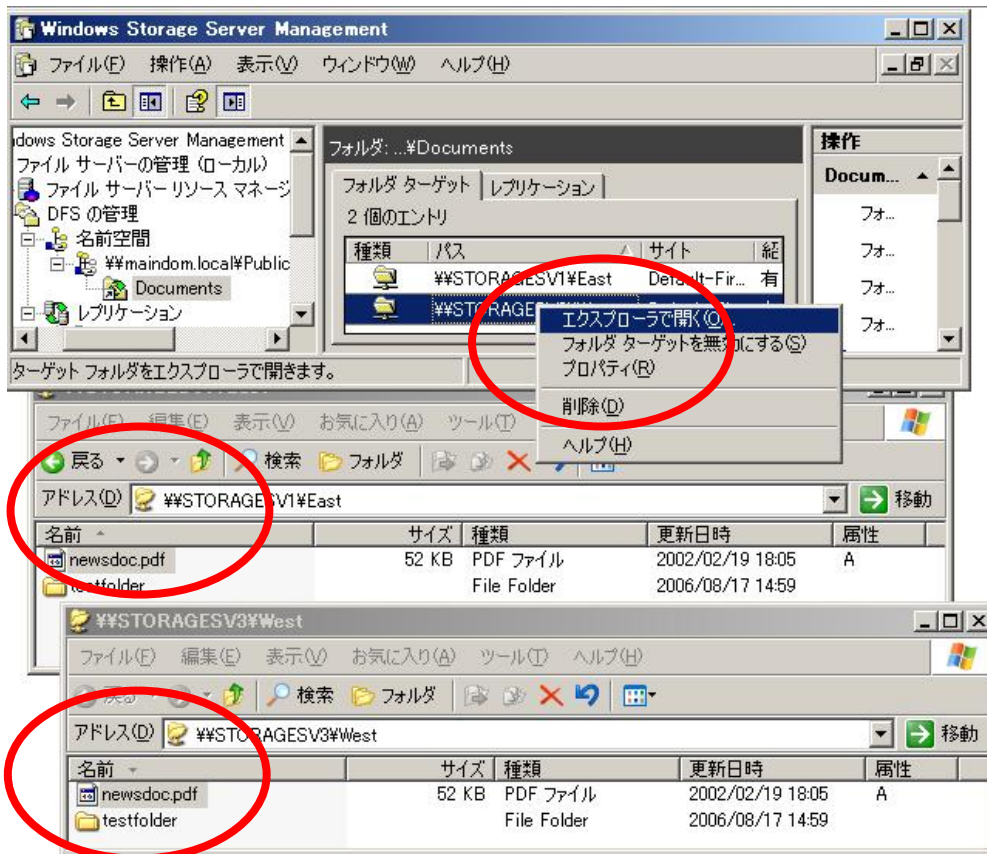 Windows Storage Server Management
ファイル(F) 操作(A) 表示(V) ウィンドウ(W) ヘルプ(H)
dows Storage Server Management
ファイル サーバーの管理 (ローカル)
ファイル サーバー リソース マネージ
DFS の管理
名前空間
¥¥maindom.local¥Public
Documents
レプリケーション
フォルダ: ...¥Documents
フォルダ ターゲット レプリケーション
2 個のエントリ
種類 パス サイト 紹
¥¥STORAGESV1¥East Default-Fir... 有
¥¥STORAGE
操作
Docum...
フォ...
フォ...
フォ...
フォ...
エクスプローラで開く(O)...
フォルダ ターゲットを無効にする(S)
プロパティ(R)
削除(D)
ヘルプ(H)
ターゲット フォルダをエクスプローラで開きます。
ファイル(F) 編集(E) 表示(V) お気に入り(A) ツール(T)
戻る 検索 フォルダ
アドレス(D) ¥¥STORAGESV1¥East 移動
名前 サイズ 種類 更新日時 属性
newsdoc.pdf 52 KB PDF ファイル 2002/02/19 18:05 A
testfolder File Folder 2006/08/17 14:59
¥¥STORAGESV3¥West
ファイル(F) 編集(E) 表示(V) お気に入り(A) ツール(T) ヘルプ(H)
戻る 検索 フォルダ
アドレス(D) ¥¥STORAGESV3¥West 移動
名前 サイズ 種類 更新日時 属性
newsdoc.pdf 52 KB PDF ファイル 2002/02/19 18:05 A
testfolder File Folder 2006/08/17 14:59